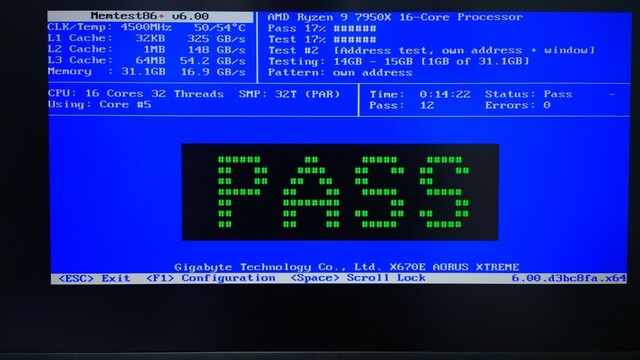 Memtest86+ v6.00
AMD Ryzen 9 7950X 16-Core Processor
CLK/Temp: 4500MHz 50/54°C
Pass 17% ######
L1 Cache: 32KB 325 GB/s
Test 17% ######
L2 Cache: 1MB 148 GB/s
Test #2 [Address test, own address + window]
L3 Cache: 64MB 54.2 GB/s
Testing: 14GB - 15GB [1GB of 31.1GB]
Memory : 31.1GB 16.9 GB/s
Pattern: own address
CPU: 16 Cores 32 Threads SMP: 32T (PAR)
Time: 0:14:22 Status: Pass -
Using: Core #5
Pass: 12 Errors: 0
PASS
Gigabyte Technology Co., Ltd. X670E AORUS XTREME
<ESC> Exit <F1> Configuration <Space> Scroll Lock 6.00.d3bc8fa.x64